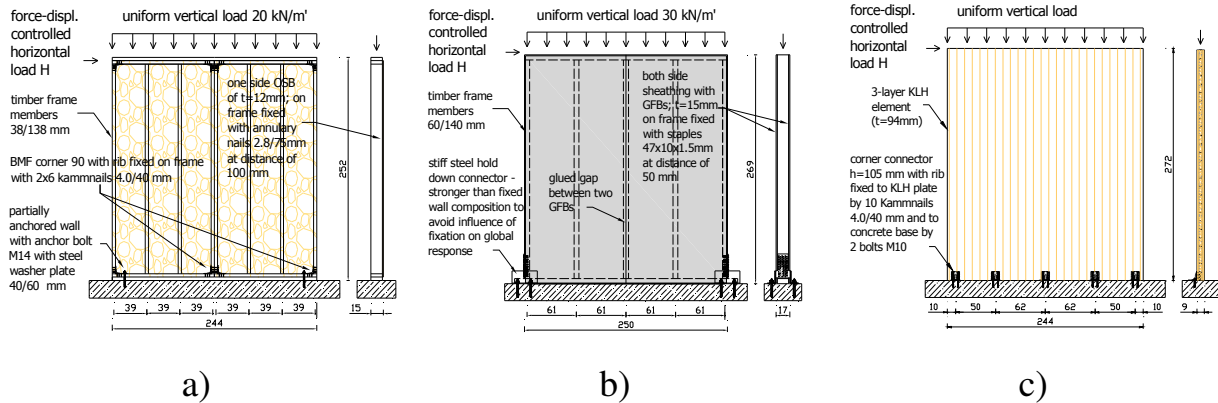 force-displ.
controlled
horizontal
load H
uniform vertical load 20 kN/m'
timber frame
members
38/138 mm
one side OSB
of t=12mm; on
frame fixed
with annulary
nails 2.8/75mm
at distance of
100 mm
BMF corner 90 with rib fixed on frame
with 2x6 kammnails 4.0/40 mm
partially
anchored wall
with anchor bolt
M14 with steel
washer plate
40/60 mm
252
39 39 39 39 39 39
244
15
a)
force-displ.
controlled
horizontal
load H
uniform vertical load 30 kN/m'
timber frame
members
60/140 mm
both side
sheathing with
GFBs; t=15mm
on frame fixed
with staples
47x10x1.5mm
at distance of
50 mm
stiff steel hold
down connector -
stronger than fixed
wall composition to
avoid influence of
fixation on global
response
glued gap
between two
GFBs
269
61 61 61 61
250
17
b)
force-displ.
controlled
horizontal
load H
uniform vertical load
3-layer KLH
element
(t=94mm)
corner connector
h=105 mm with rib
fixed to KLH plate
by 10 Kammnails
4.0/40 mm and to
concrete base by
2 bolts M10
272
10 50 62 62 50 10
244
9
c)